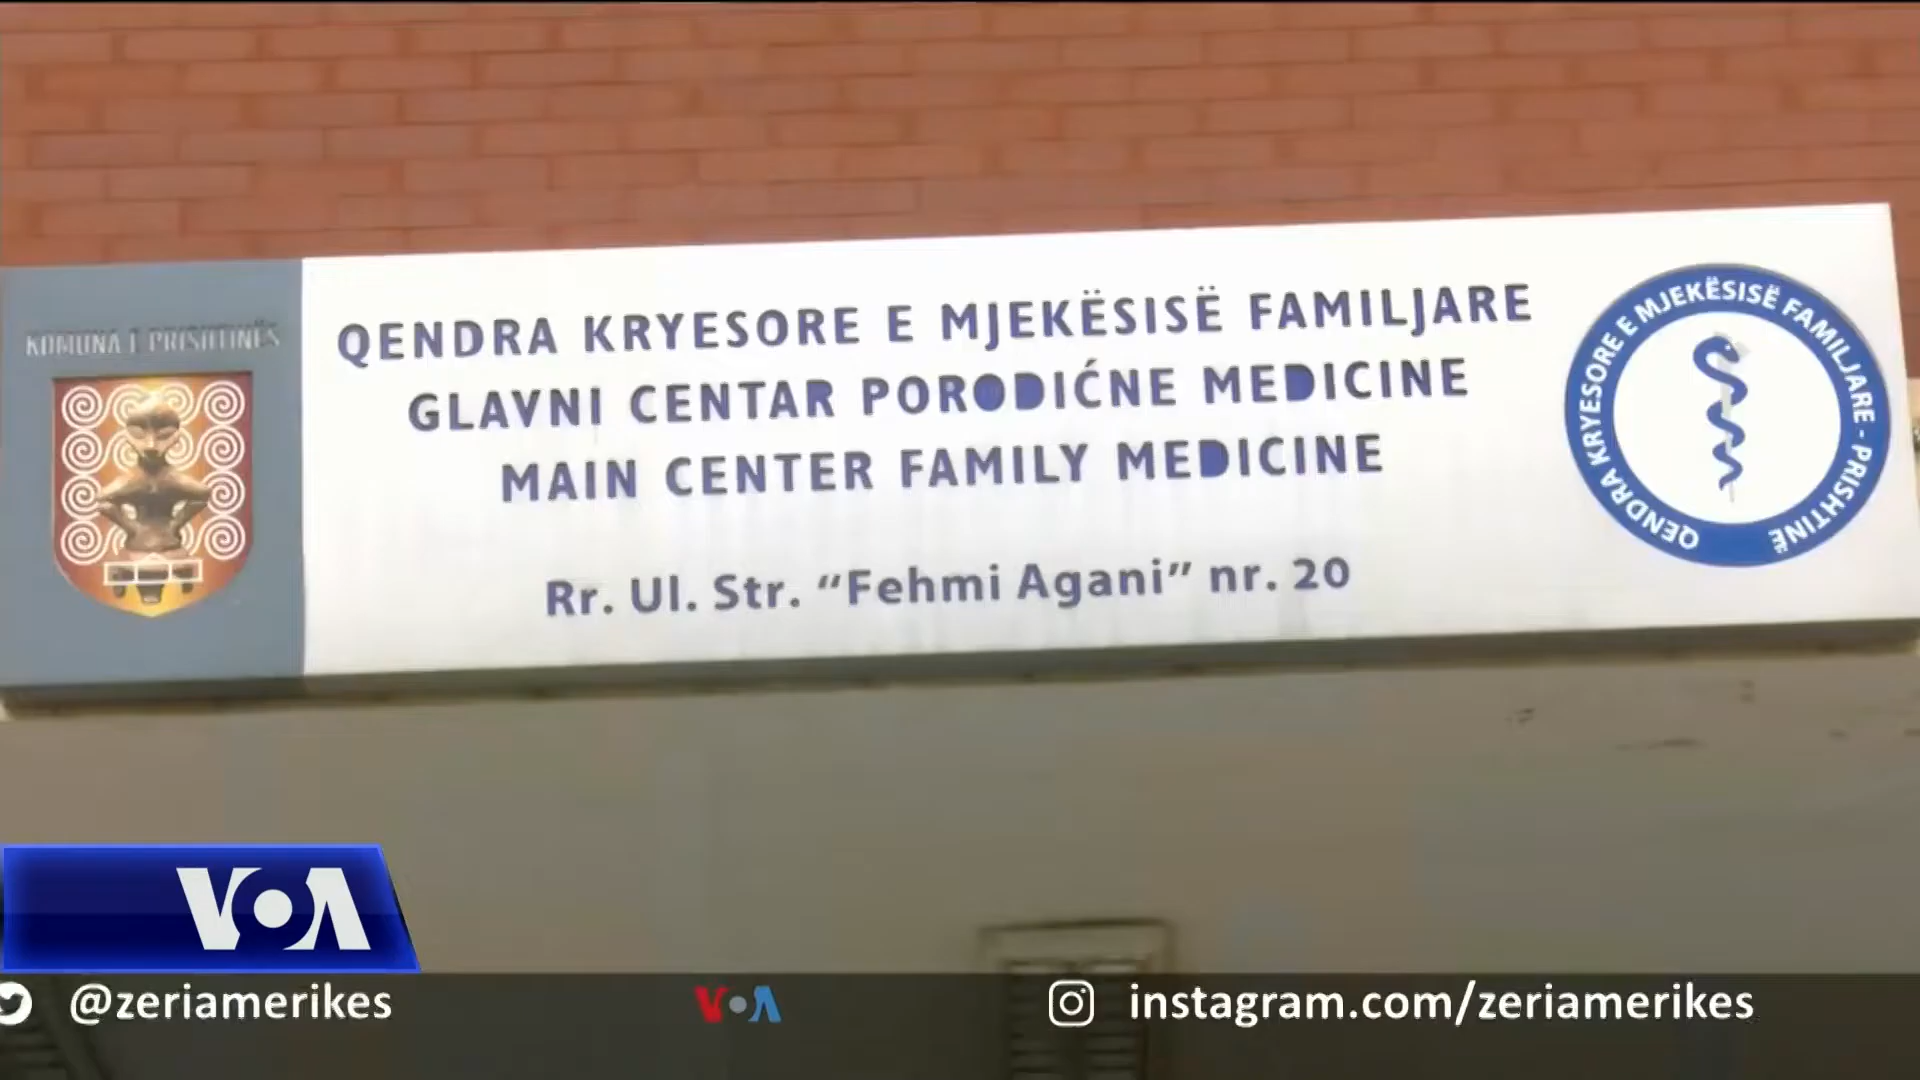 KOMUNA E PRISHTINËS
QENDRA KRYESORE E MJEKËSISË FAMILJARE
GLAVNI CENTAR PORODIĆNE MEDICINE
MAIN CENTER FAMILY MEDICINE
Rr. Ul. Str. “Fehmi Agani” nr. 20
QENDRA KRYESORE E MJEKËSISË FAMILJARE - PRISHTINË
VOA
@zeriamerikes
VOA
instagram.com/zeriamerikes